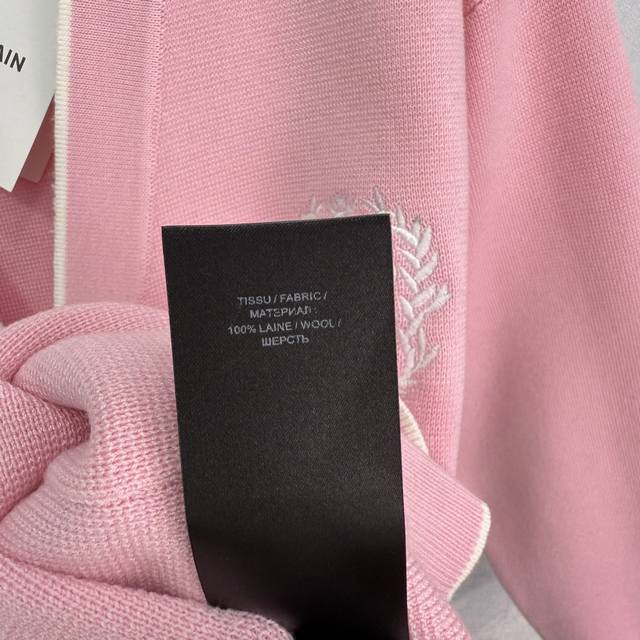 AIN
TISSU / FABRIC /
МАТЕРИАЛ :
100% LAINE / WOOL /
ШЕРСТЬ